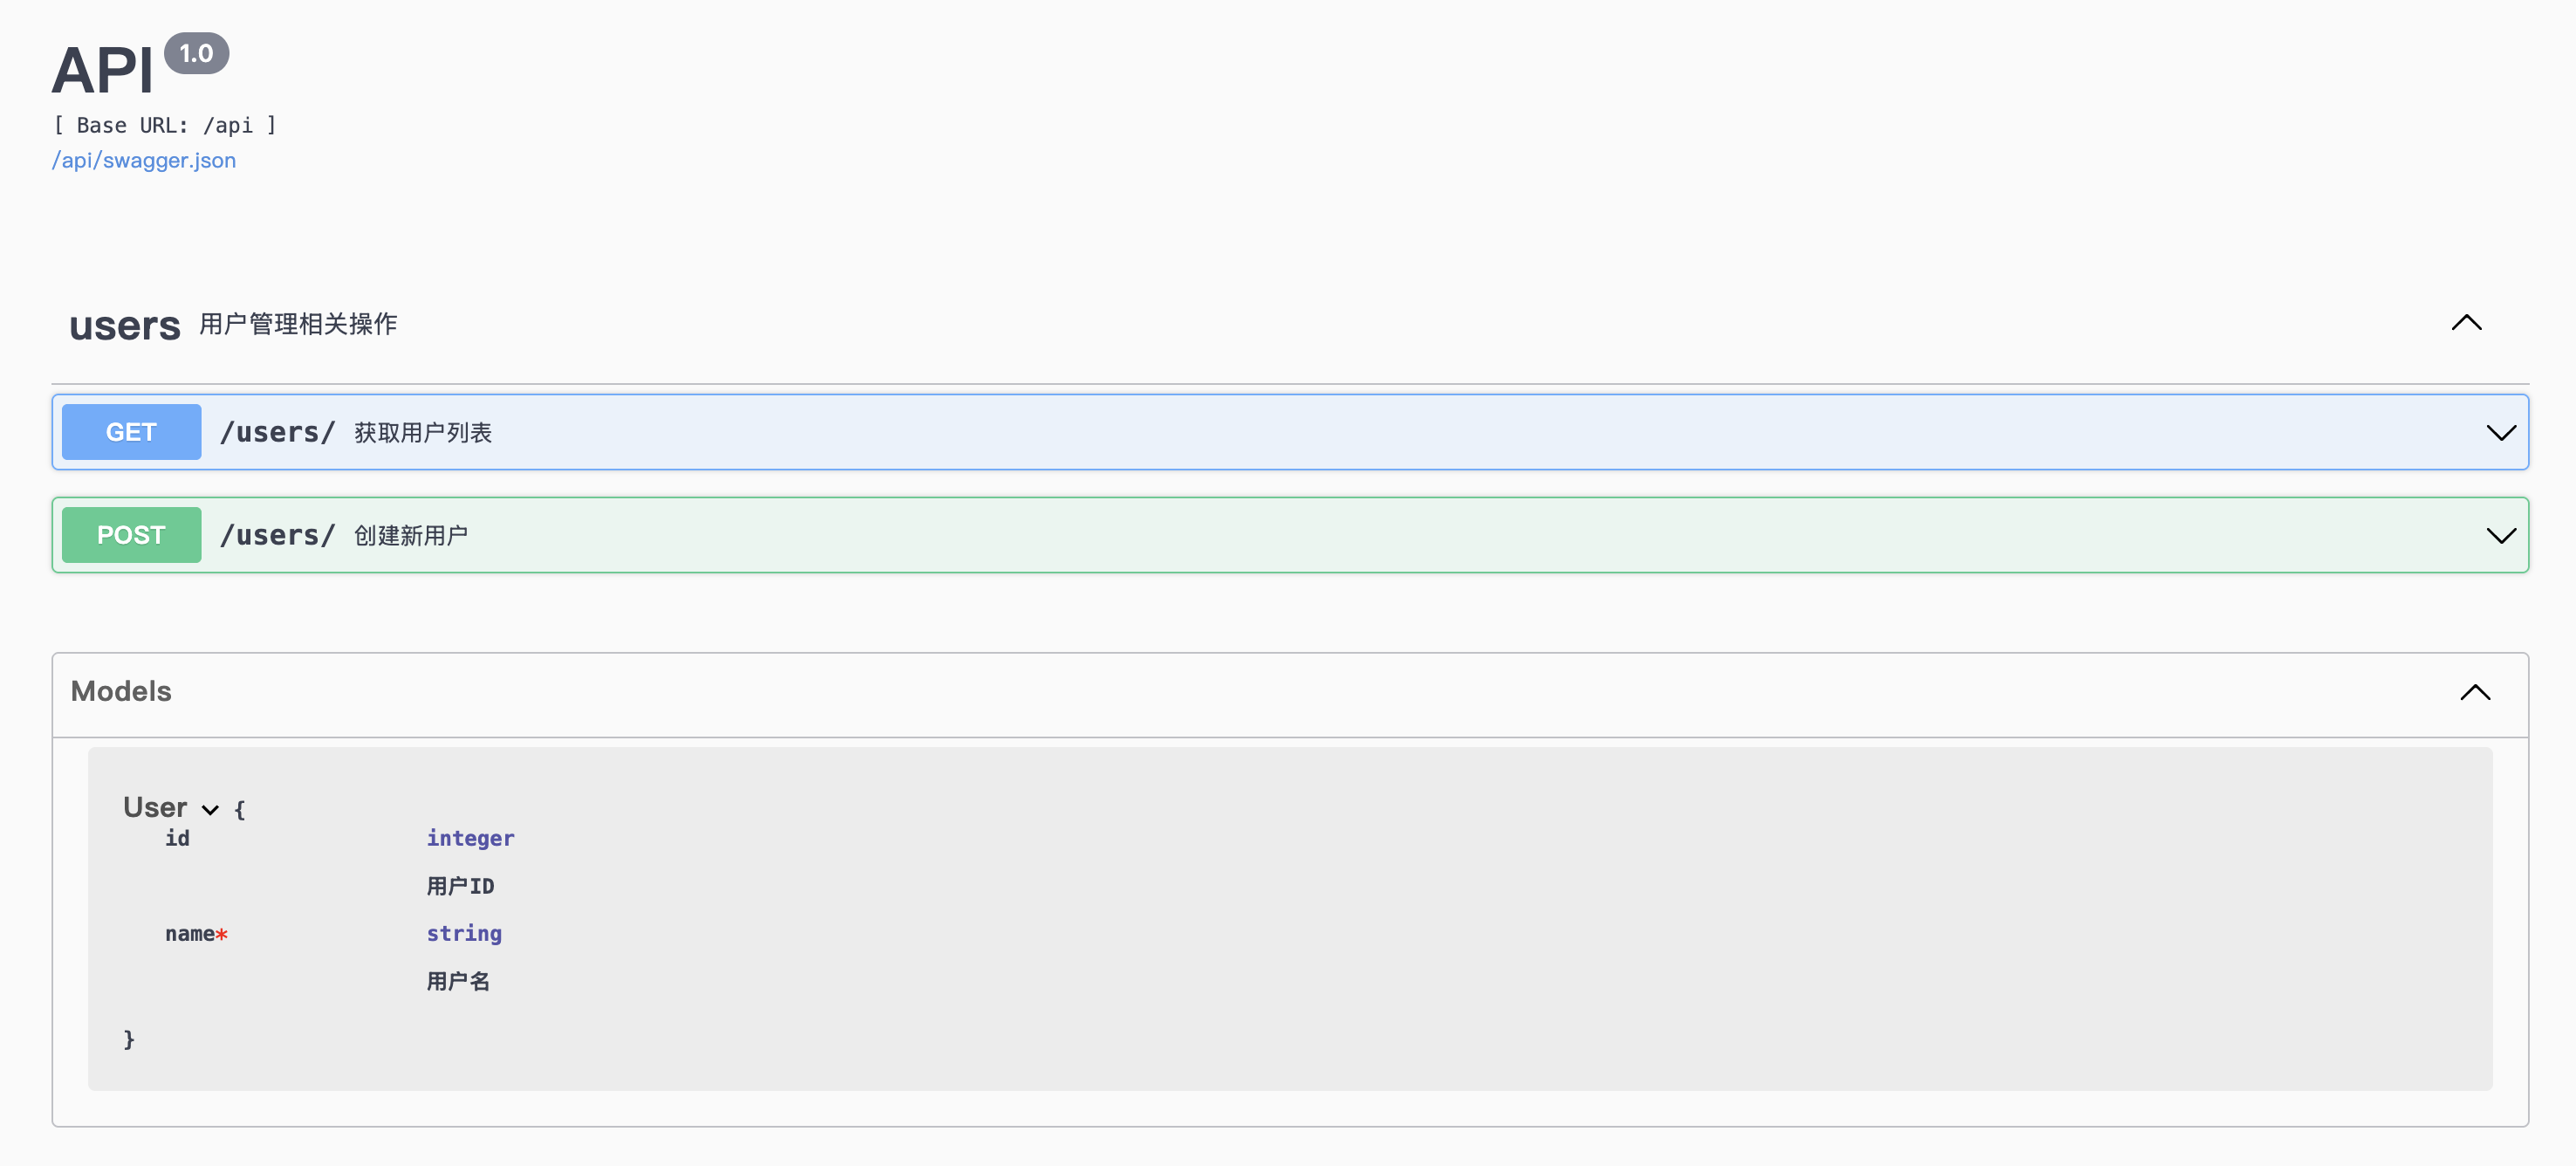 API 1.0
[ Base URL: /api ]
/api/swagger.json
users 用户管理相关操作
GET /users/ 获取用户列表
POST /users/ 创建新用户
Models
User {
id integer
用户ID
name* string
用户名
}